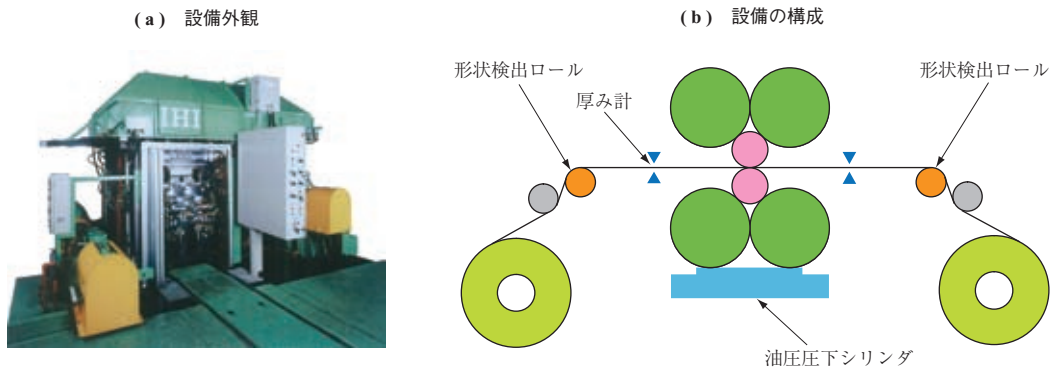 (a) 設備外観
(b) 設備の構成
IHI
形状検出ロール
厚み計
形状検出ロール
油圧圧下シリンダ